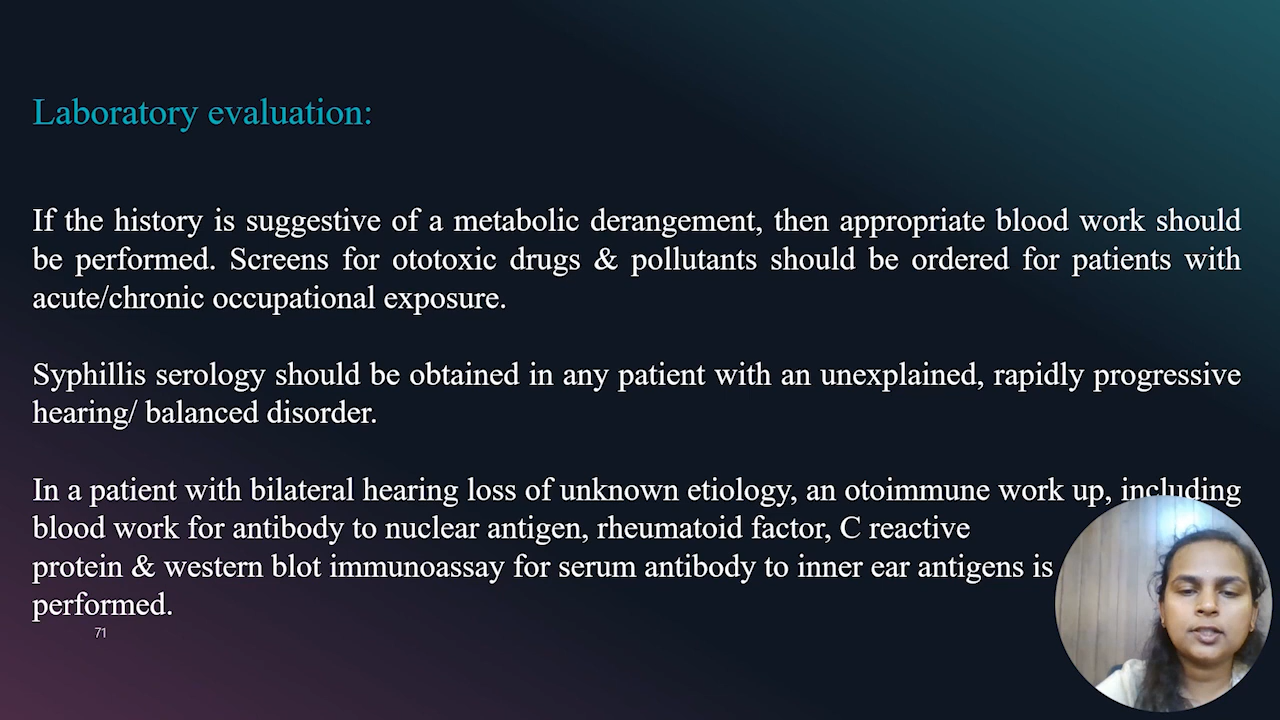 Laboratory evaluation:
If the history is suggestive of a metabolic derangement, then appropriate blood work should
be performed. Screens for ototoxic drugs & pollutants should be ordered for patients with
acute/chronic occupational exposure.
Syphillis serology should be obtained in any patient with an unexplained, rapidly progressive
hearing/ balanced disorder.
In a patient with bilateral hearing loss of unknown etiology, an otoimmune work up, including
blood work for antibody to nuclear antigen, rheumatoid factor, C reactive
protein & western blot immunoassay for serum antibody to inner ear antigens is
performed.
71